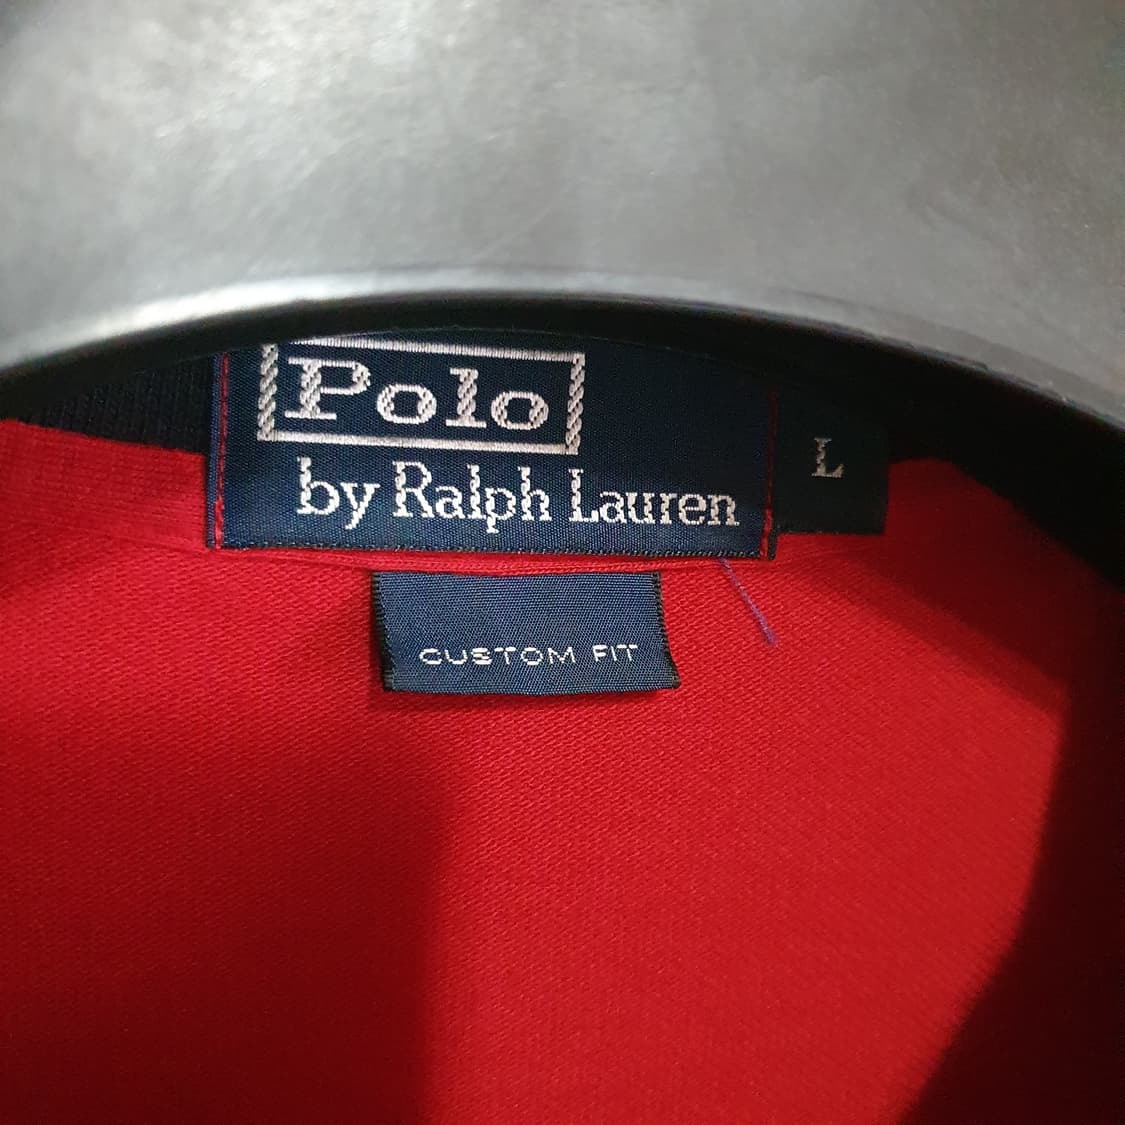 Polo
by Ralph Lauren
L
CUSTOM FIT